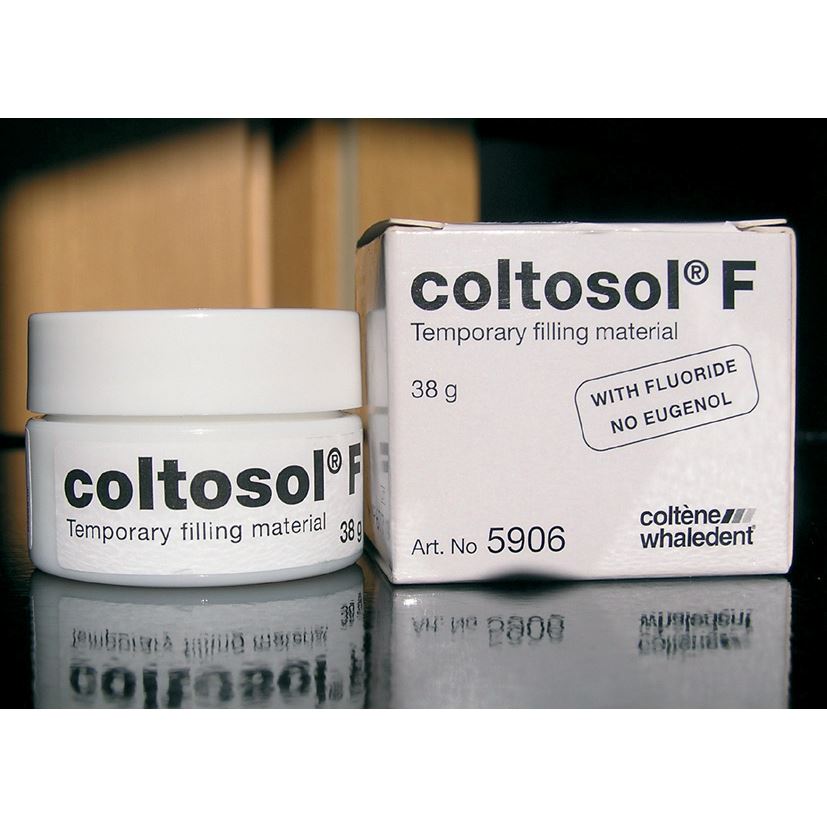 coltosol® F
Temporary filling material
38 g
coltosol® F
Temporary filling material
38 g
WITH FLUORIDE
NO EUGENOL
Art. No 5906
coltène
whaledent